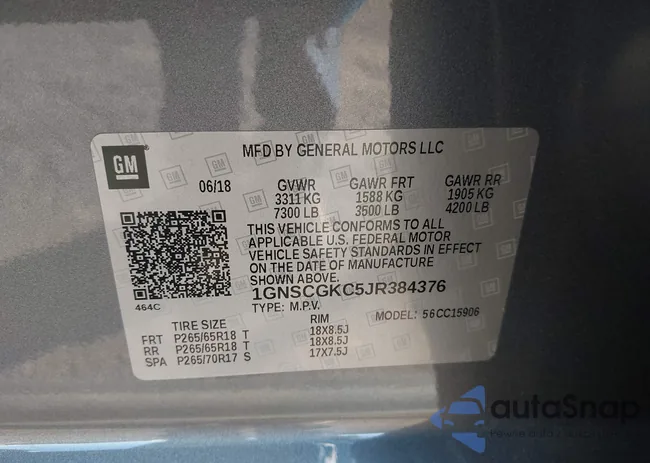 GM
MFD BY GENERAL MOTORS LLC
06/18 GVWR GAWR FRT GAWR RR
3311 KG 1588 KG 1905 KG
7300 LB 3500 LB 4200 LB
THIS VEHICLE CONFORMS TO ALL
APPLICABLE U.S. FEDERAL MOTOR
VEHICLE SAFETY STANDARDS IN EFFECT
ON THE DATE OF MANUFACTURE
464C
1GNSCGKC5JR384376
TYPE: M.P.V. MODEL: 56CC15906
TIRE SIZE RIM
FRT P265/65R18 T 18X8.5J
RR P265/65R18 T 18X8.5J
SPA P265/70R17 S 17X7.5J
autoSnap